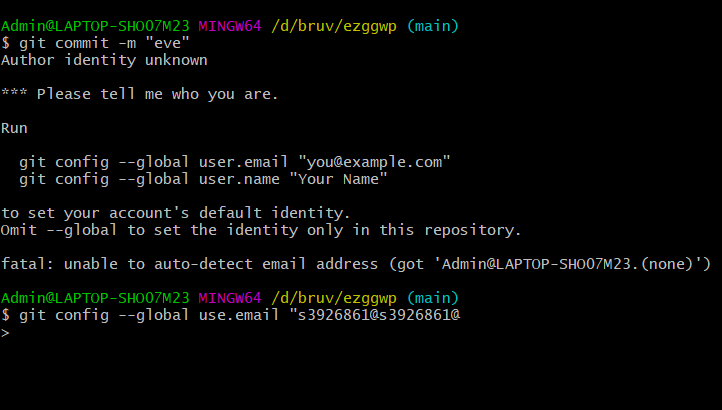 Admin@LAPTOP-SHO07M23 MINGW64 /d/bruv/ezggwp (main)
$ git commit -m "eve"
Author identity unknown
*** Please tell me who you are.
Run
git config --global user.email "you@example.com"
git config --global user.name "Your Name"
to set your account's default identity.
Omit --global to set the identity only in this repository.
fatal: unable to auto-detect email address (got 'Admin@LAPTOP-SHO07M23.(none)')
Admin@LAPTOP-SHO07M23 MINGW64 /d/bruv/ezggwp (main)
$ git config --global use.email "s3926861@s3926861@
>